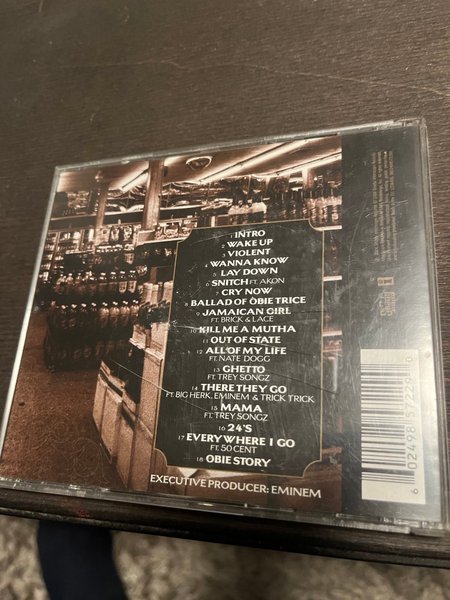 1 INTRO
2 WAKE UP
3 VIOLENT
4 WANNA KNOW
5 LAY DOWN
6 SNITCH FT. AKON
7 CRY NOW
8 BALLAD OF OBIE TRICE
9 JAMAICAN GIRL
FT. BRICK & LACE
10 KILL ME A MUTHA
11 OUT OF STATE
12 ALL OF MY LIFE
FT. NATE DOGG
13 GHETTO
FT. TREY SONGZ
14 THERE THEY GO
FT. BIG HERK, EMINEM & TRICK TRICK
15 MAMA
FT. TREY SONGZ
16 24'S
17 EVERYWHERE I GO
FT. 50 CENT
18 OBIE STORY
EXECUTIVE PRODUCER: EMINEM